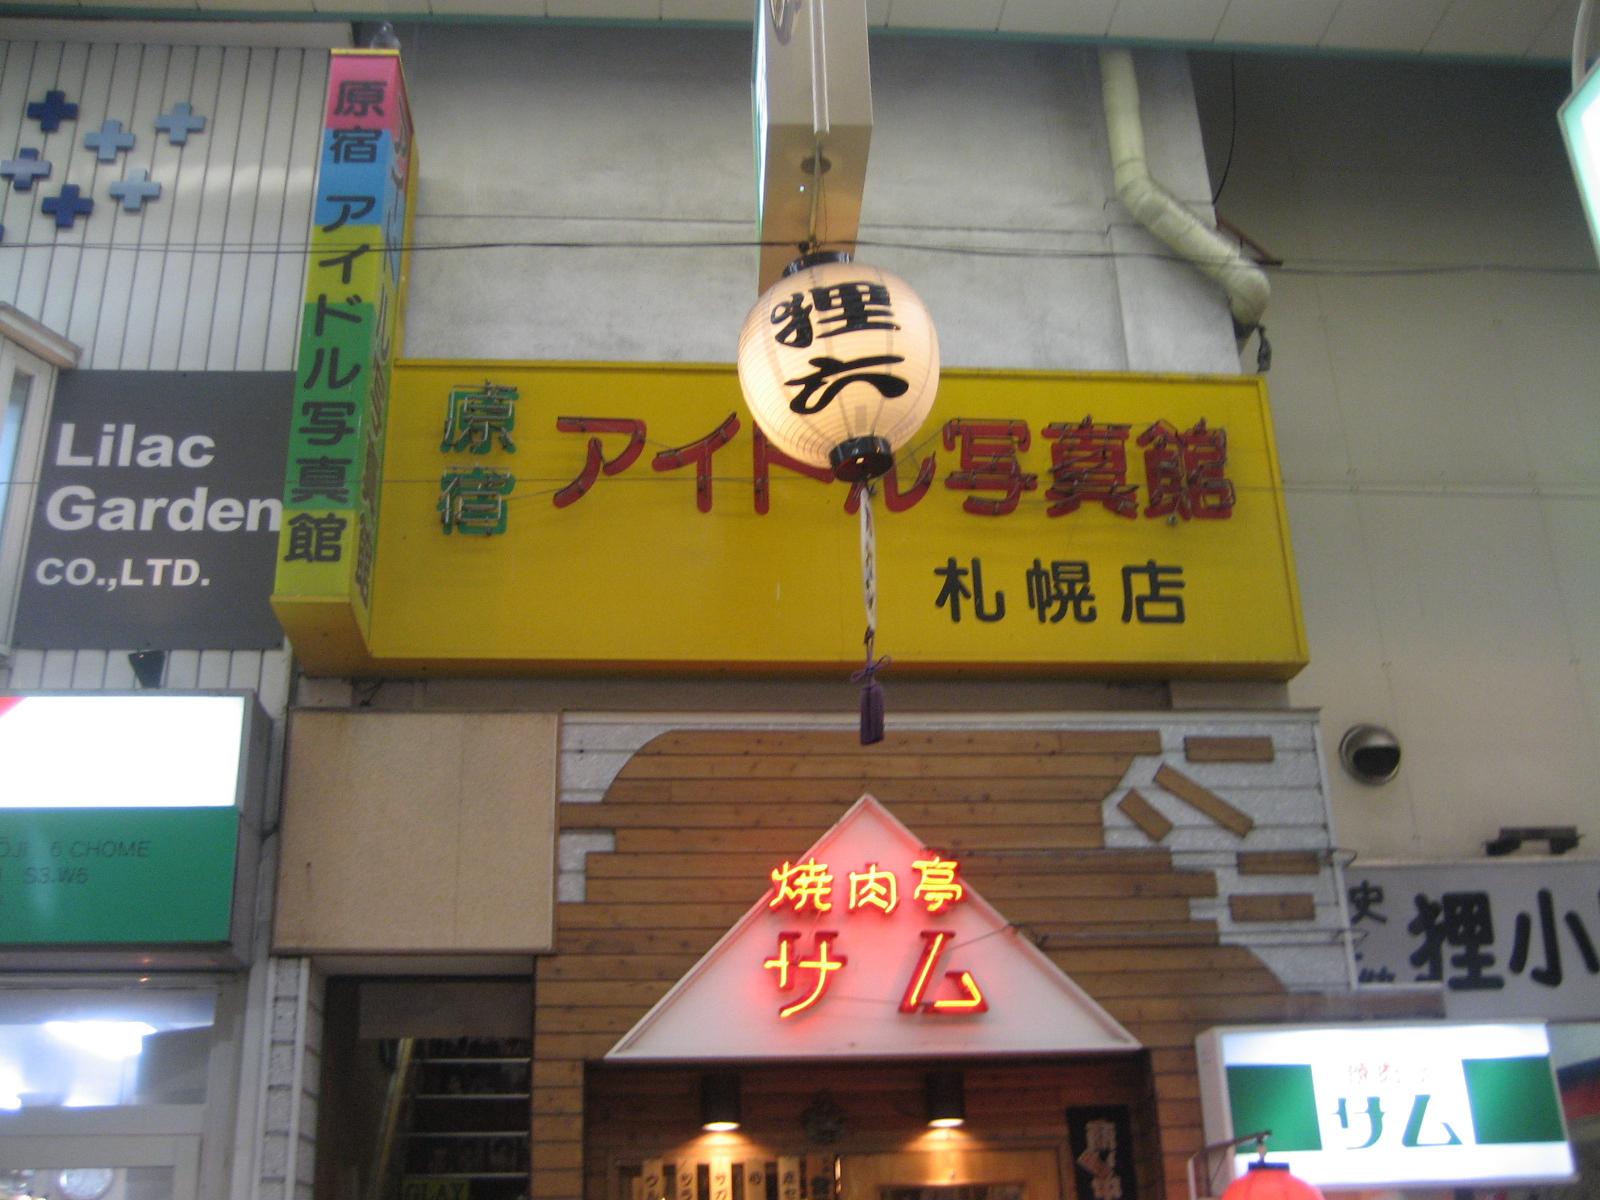 原宿アイドル写真館
Lilac
Garden
CO.,LTD.
狸六
原宿
アイドル写真館
札幌店
6 CHOME
S3.W6
焼肉亭
サム
狸小
サム